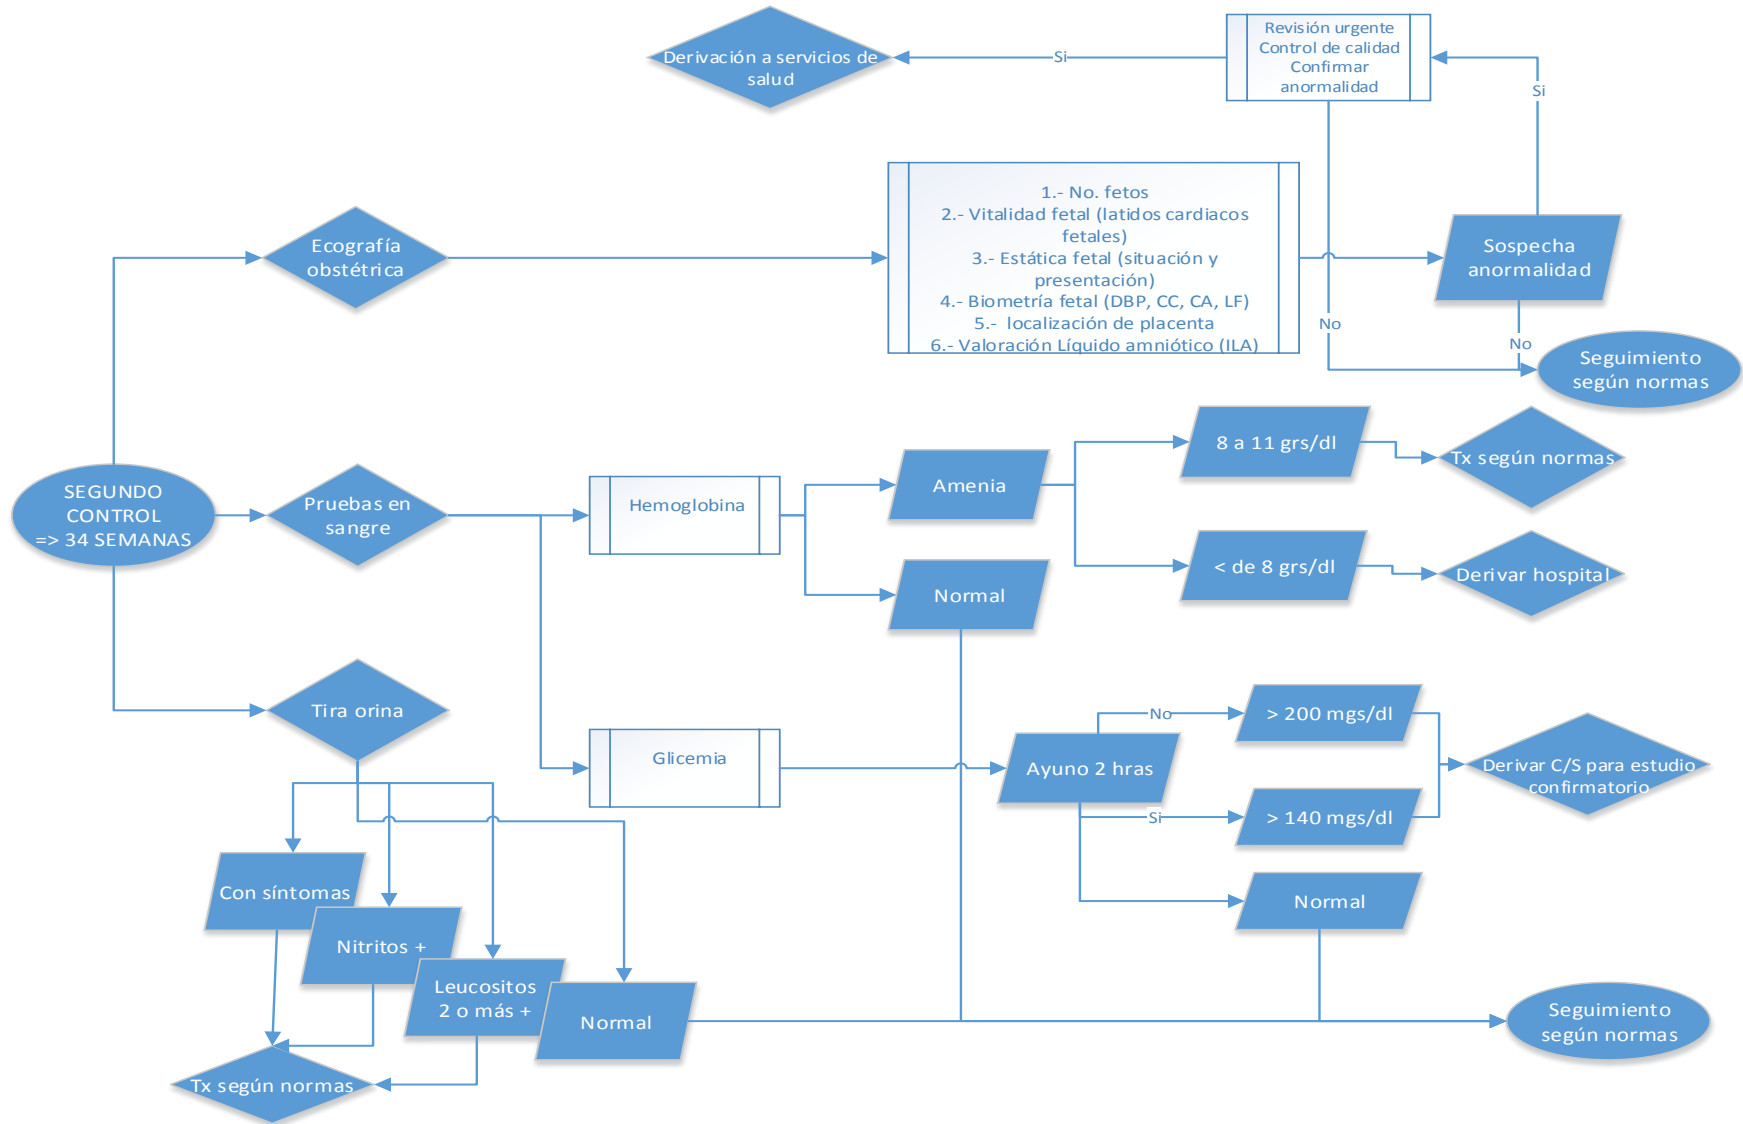 Derivación a servicios de
salud
Si
Revisión urgente
Control de calidad
Confirmar
anormalidad
Si
Ecografía
obstétrica
1.- No. fetos
2.- Vitalidad fetal (latidos cardiacos
fetales)
3.- Estática fetal (situación y
presentación)
4.- Biometría fetal (DBP, CC, CA, LF)
5.-  localización de placenta
6.- Valoración Líquido amniótico (ILA)
Sospecha
anormalidad
No
No
Seguimiento
según normas
SEGUNDO
CONTROL
=> 34 SEMANAS
Pruebas en
sangre
Hemoglobina
Amenia
8 a 11 grs/dl
Tx según normas
< de 8 grs/dl
Derivar hospital
Normal
Tira orina
Glicemia
Ayuno 2 hras
No
> 200 mgs/dl
Si
> 140 mgs/dl
Derivar C/S para estudio
confirmatorio
Normal
Con síntomas
Nitritos +
Leucositos
2 o más +
Normal
Seguimiento
según normas
Tx según normas